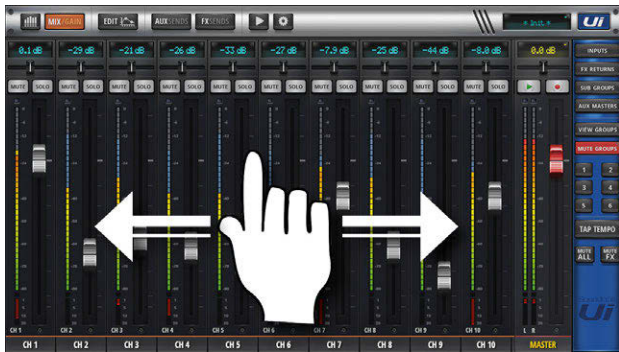 MIX/GAIN EDIT AUXSENDS FXSENDS * Init * Ui
0.1 dB -29 dB -21 dB -26 dB -33 dB -27 dB -7.9 dB -25 dB -44 dB -8.0 dB 0.0 dB
MUTE SOLO MUTE SOLO MUTE SOLO MUTE SOLO MUTE SOLO MUTE SOLO MUTE SOLO MUTE SOLO MUTE SOLO MUTE SOLO
INPUTS
FX RETURNS
SUB GROUPS
AUX MASTERS
VIEW GROUPS
MUTE GROUPS
1 2
3 4
5 6
TAP TEMPO
MUTE ALL MUTE FX
Ui
CH 1 CH 2 CH 3 CH 4 CH 5 CH 6 CH 7 CH 8 CH 9 CH 10 L R
CH 1 CH 2 CH 3 CH 4 CH 5 CH 6 CH 7 CH 8 CH 9 CH 10 MASTER